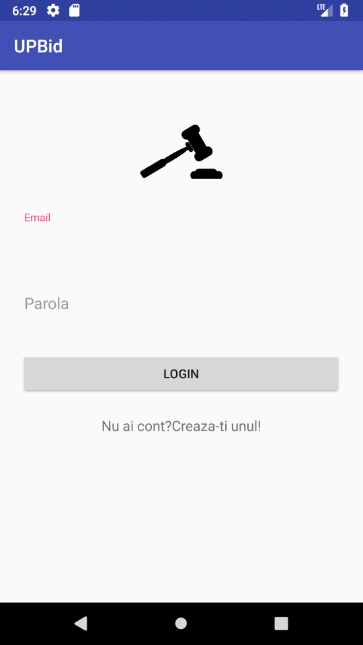 6:29 LTE
UPBid
Email
Parola
LOGIN
Nu ai cont?Creaza-ti unul!